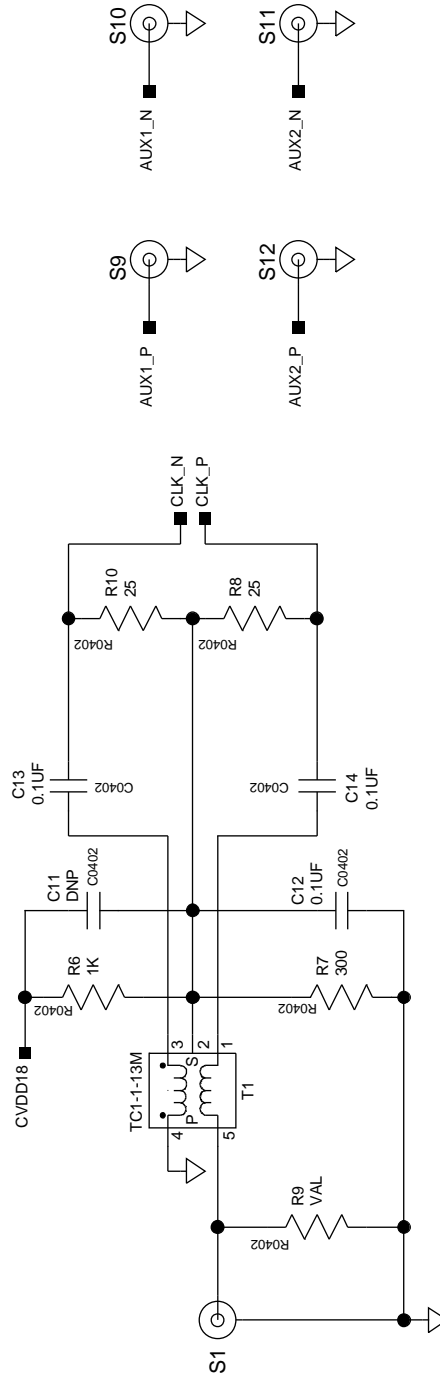 S1
R9
VAL
R0402
TC1-1-13M
4
3
S
P
2
5
1
T1
CVDD18
R6
1K
R0402
C11
DNP
C0402
R7
300
R0402
C12
0.1UF
C0402
C13
0.1UF
C0402
C14
0.1UF
C0402
R10
25
R0402
R8
25
R0402
CLK_N
CLK_P
AUX1_P
S9
AUX2_P
S12
AUX1_N
S10
AUX2_N
S11